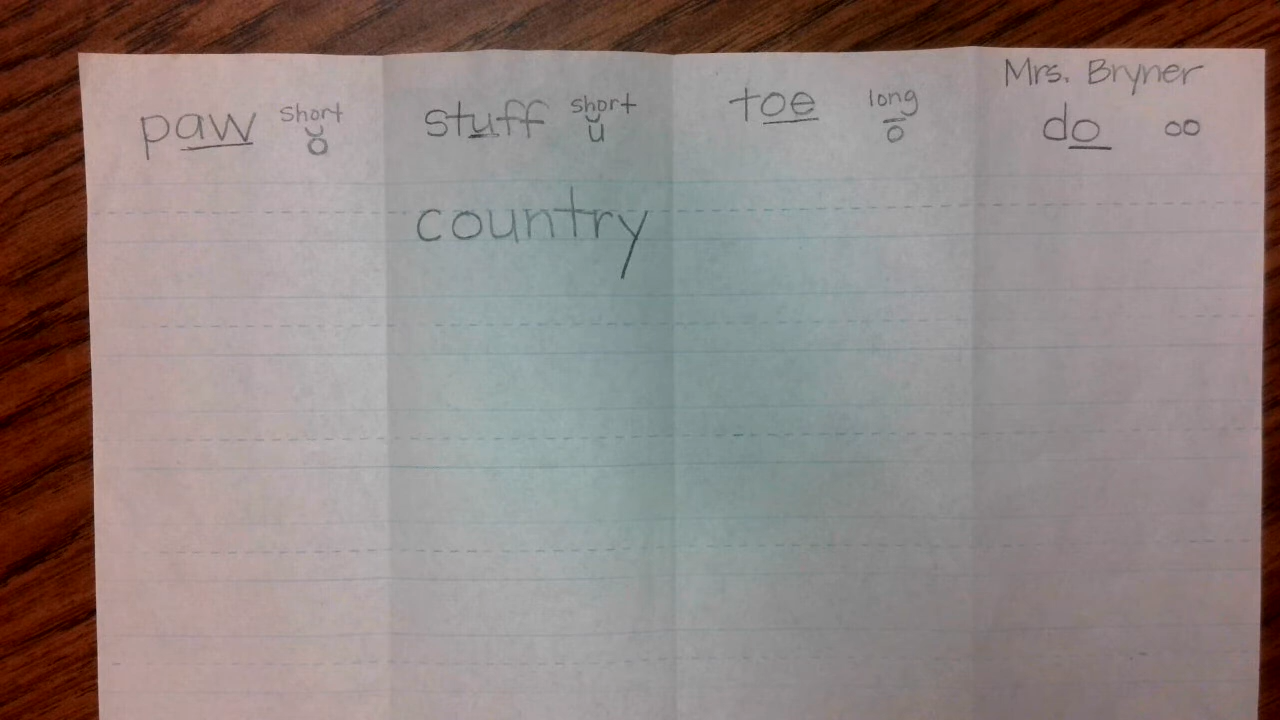 Mrs. Bryner
paw short ŏ
stuff short ŭ
toe long ō
do oo
country